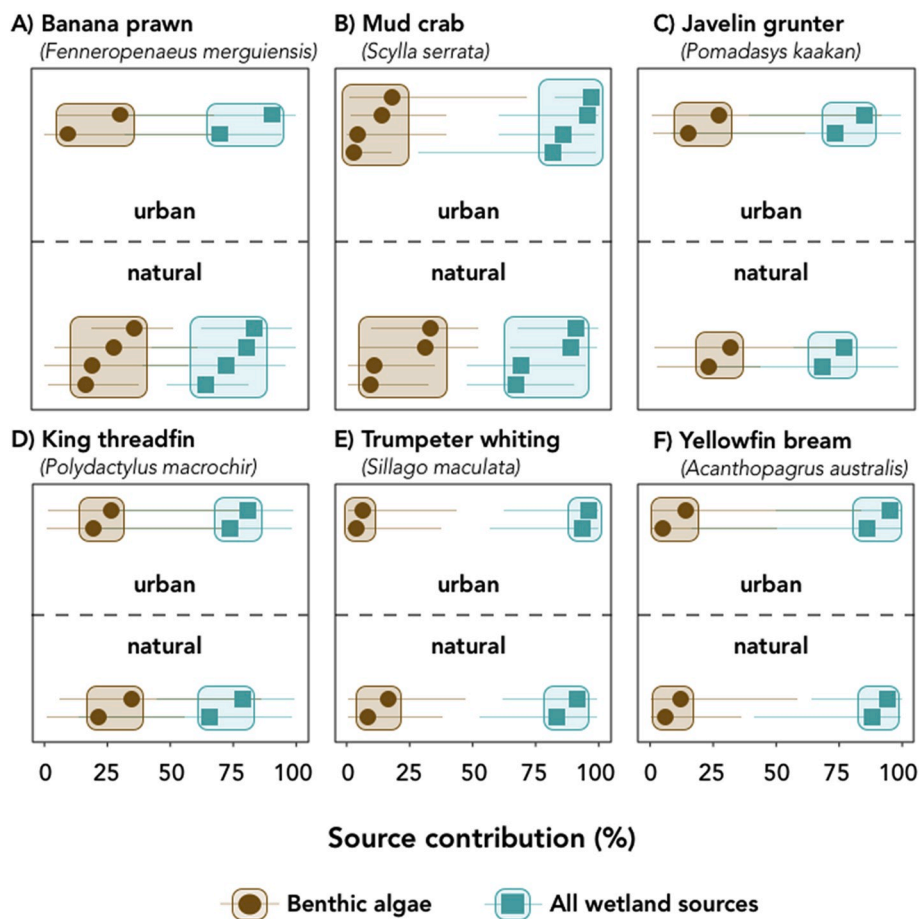 A) Banana prawn
(Fenneropenaeus merguiensis)
B) Mud crab
(Scylla serrata)
C) Javelin grunter
(Pomadasys kaakan)
urban
natural
urban
natural
urban
natural
D) King threadfin
(Polydactylus macrochir)
E) Trumpeter whiting
(Sillago maculata)
F) Yellowfin bream
(Acanthopagrus australis)
urban
natural
urban
natural
urban
natural
0 25 50 75 100
0 25 50 75 100
0 25 50 75 100
Source contribution (%)
Benthic algae
All wetland sources